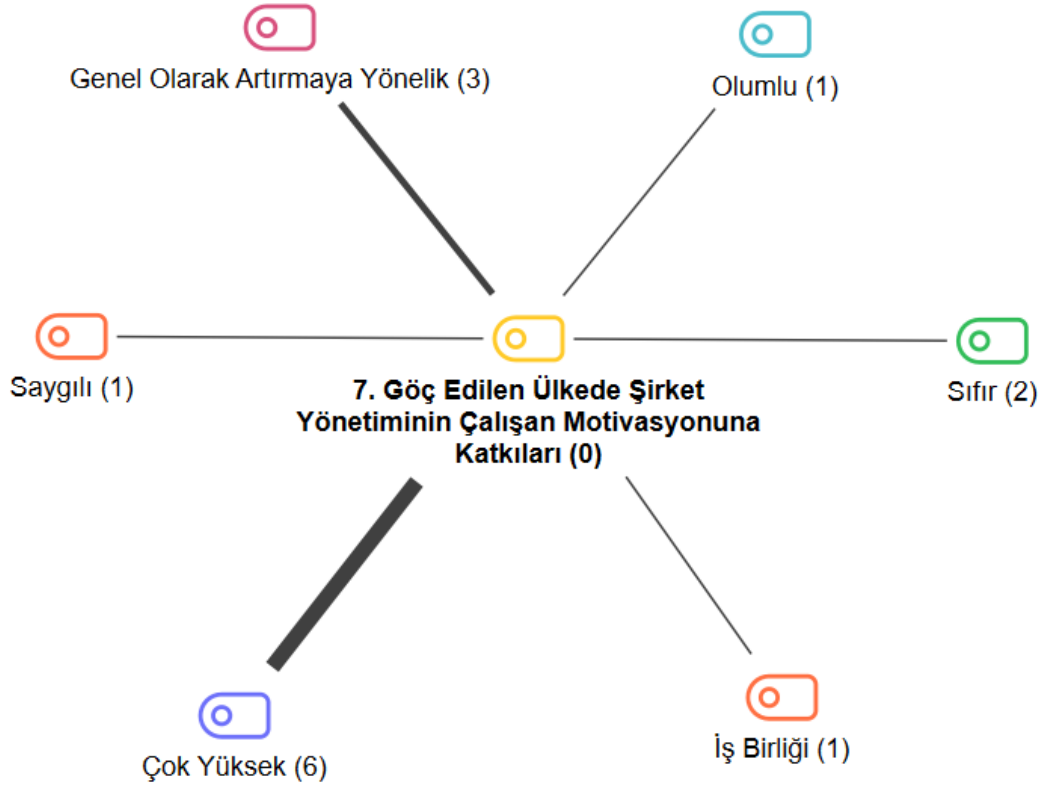 Genel Olarak Artırmaya Yönelik (3)
Olumlu (1)
Saygılı (1)
7. Göç Edilen Ülkede Şirket
Yönetiminin Çalışan Motivasyonuna
Katkıları (0)
Sıfır (2)
Çok Yüksek (6)
İş Birliği (1)